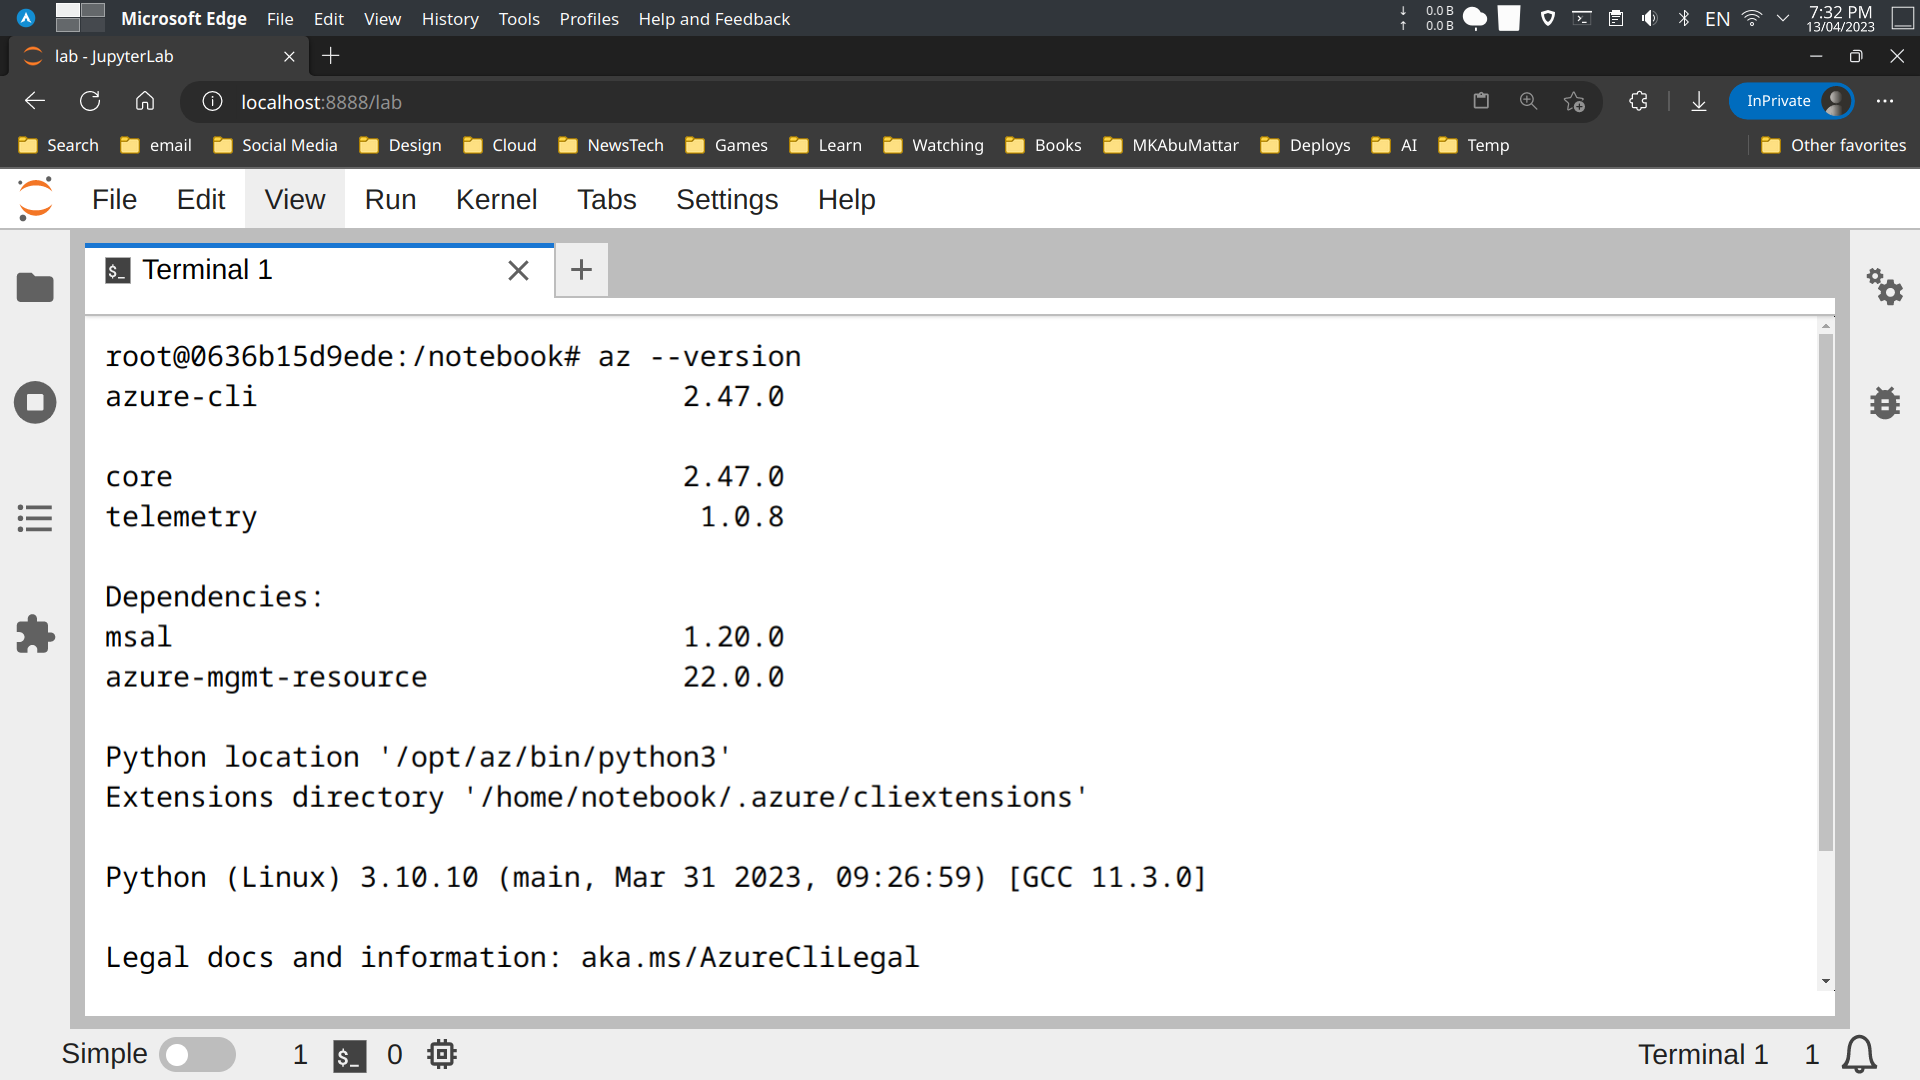 Microsoft Edge File Edit View History Tools Profiles Help and Feedback 0.0 B 0.0 B EN 7:32 PM 13/04/2023
lab - JupyterLab
localhost:8888/lab InPrivate
Search email Social Media Design Cloud NewsTech Games Learn Watching Books MKAbuMattar Deploys AI Temp Other favorites
File Edit View Run Kernel Tabs Settings Help
$_ Terminal 1
root@0636b15d9ede:/notebook# az --version
azure-cli 2.47.0
core 2.47.0
telemetry 1.0.8
Dependencies:
msal 1.20.0
azure-mgmt-resource 22.0.0
Python location '/opt/az/bin/python3'
Extensions directory '/home/notebook/.azure/cliextensions'
Python (Linux) 3.10.10 (main, Mar 31 2023, 09:26:59) [GCC 11.3.0]
Legal docs and information: aka.ms/AzureCliLegal
Simple 1 $_ 0 Terminal 1 1